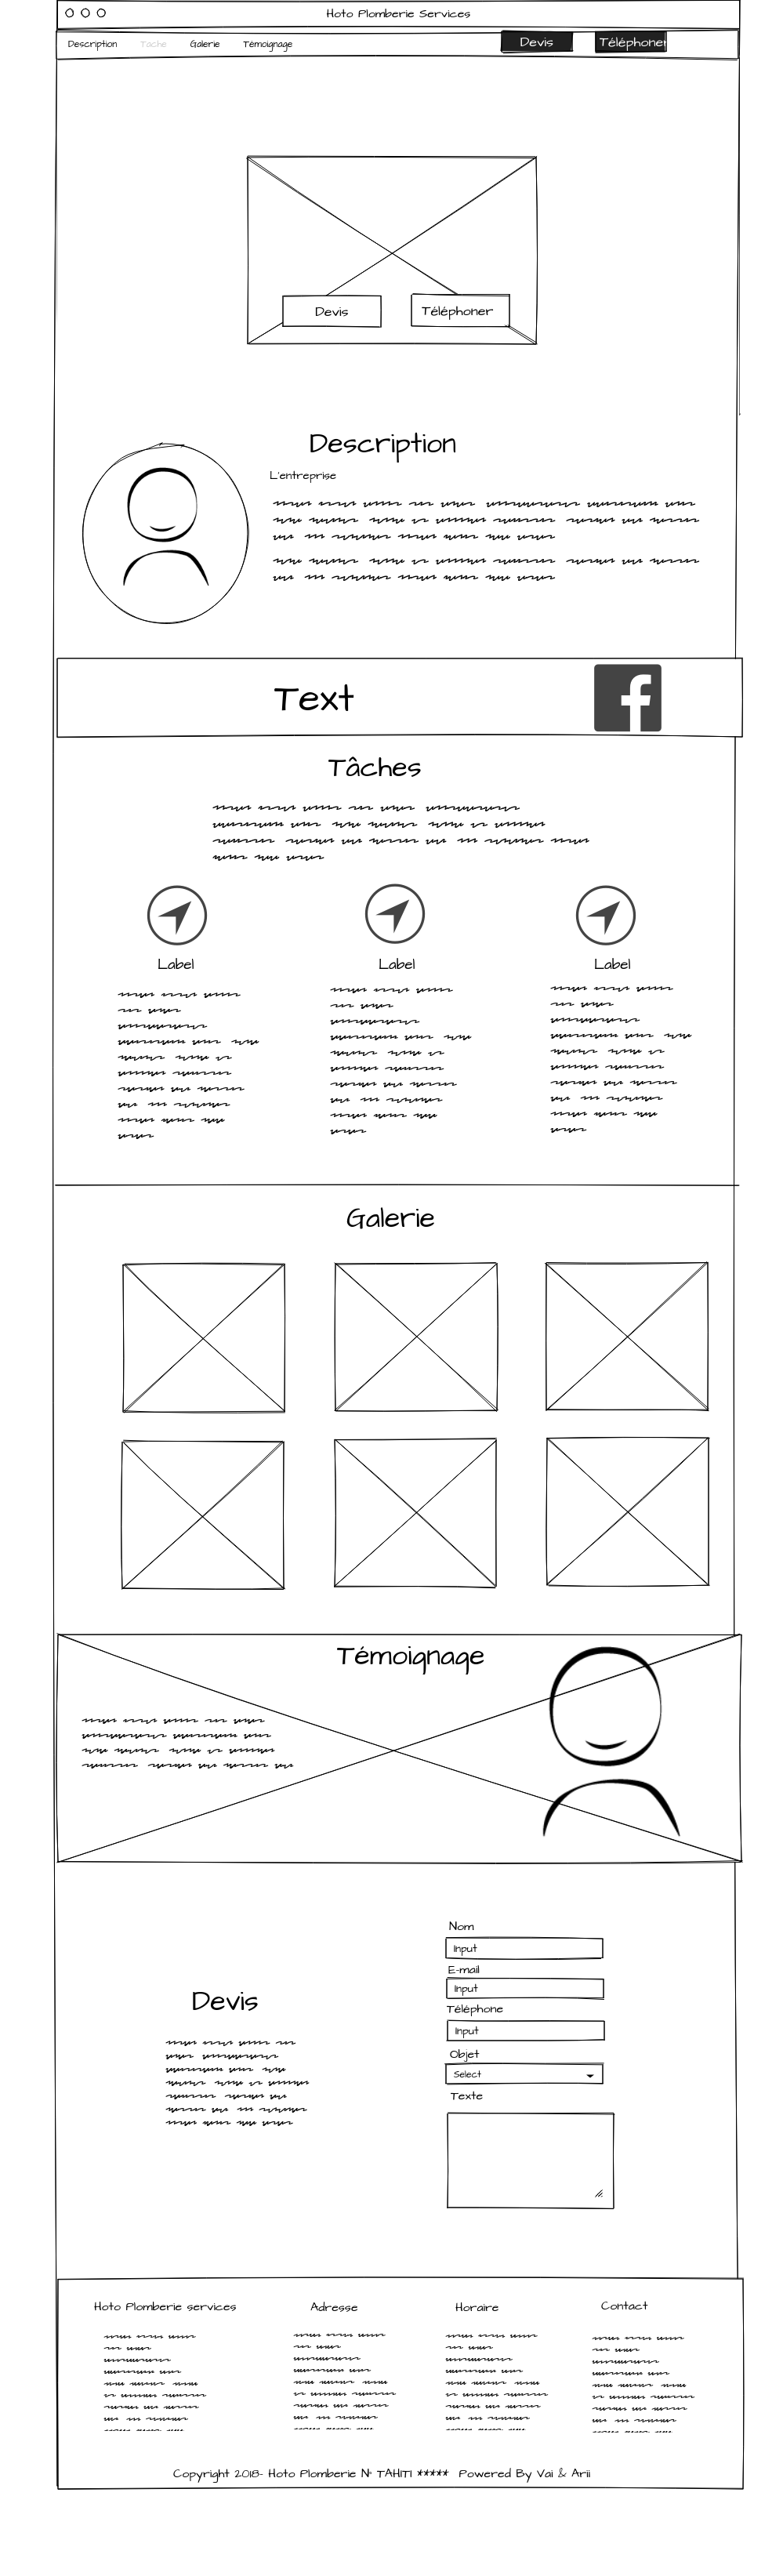 Hoto Plomberie Services
Description Tache Galerie Témoignage Devis Téléphoner
Devis Téléphoner
Description
L'entreprise
Text
Tâches
Label Label Label
Galerie
Témoignage
Nom
Input
E-mail
Input
Téléphone
Input
Devis
Objet
Select
Texte
Hoto Plomberie services Adresse Horaire Contact
Copyright 2018- Hoto Plomberie N° TAHITI ***** Powered By Vai & Arii